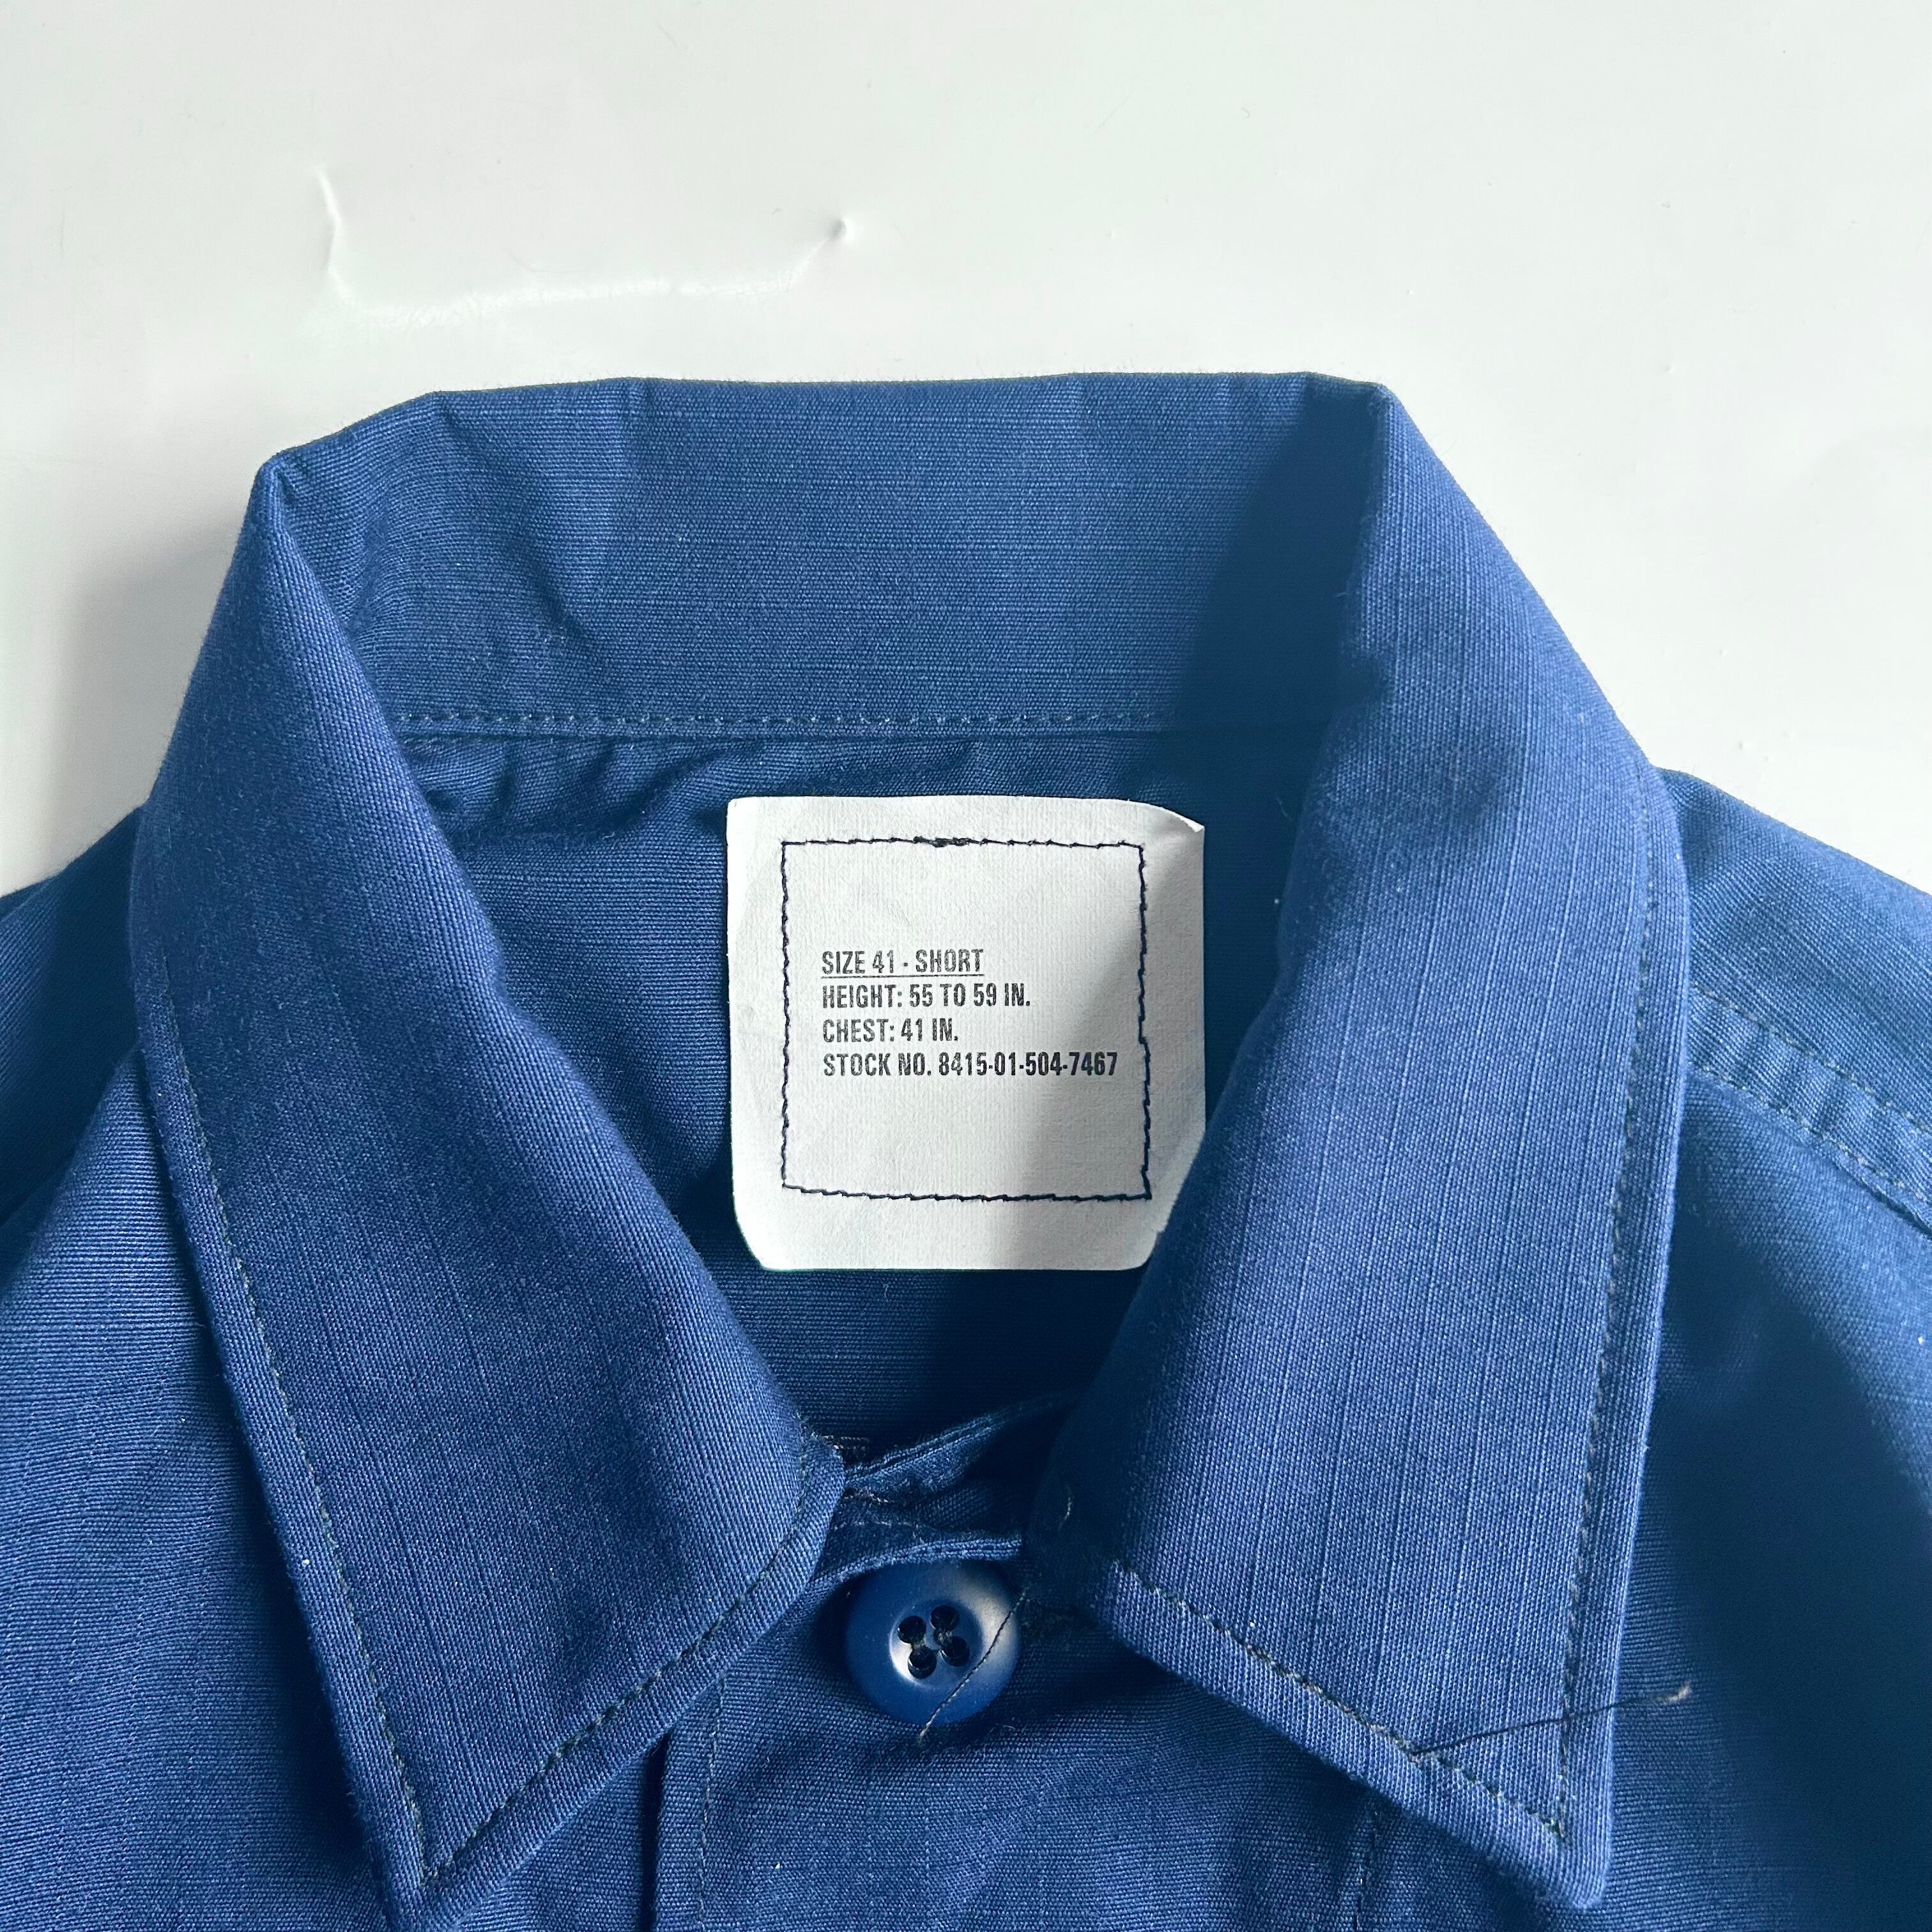 SIZE 41 - SHORT
HEIGHT: 55 TO 59 IN.
CHEST: 41 IN.
STOCK NO. 8415-01-504-7467